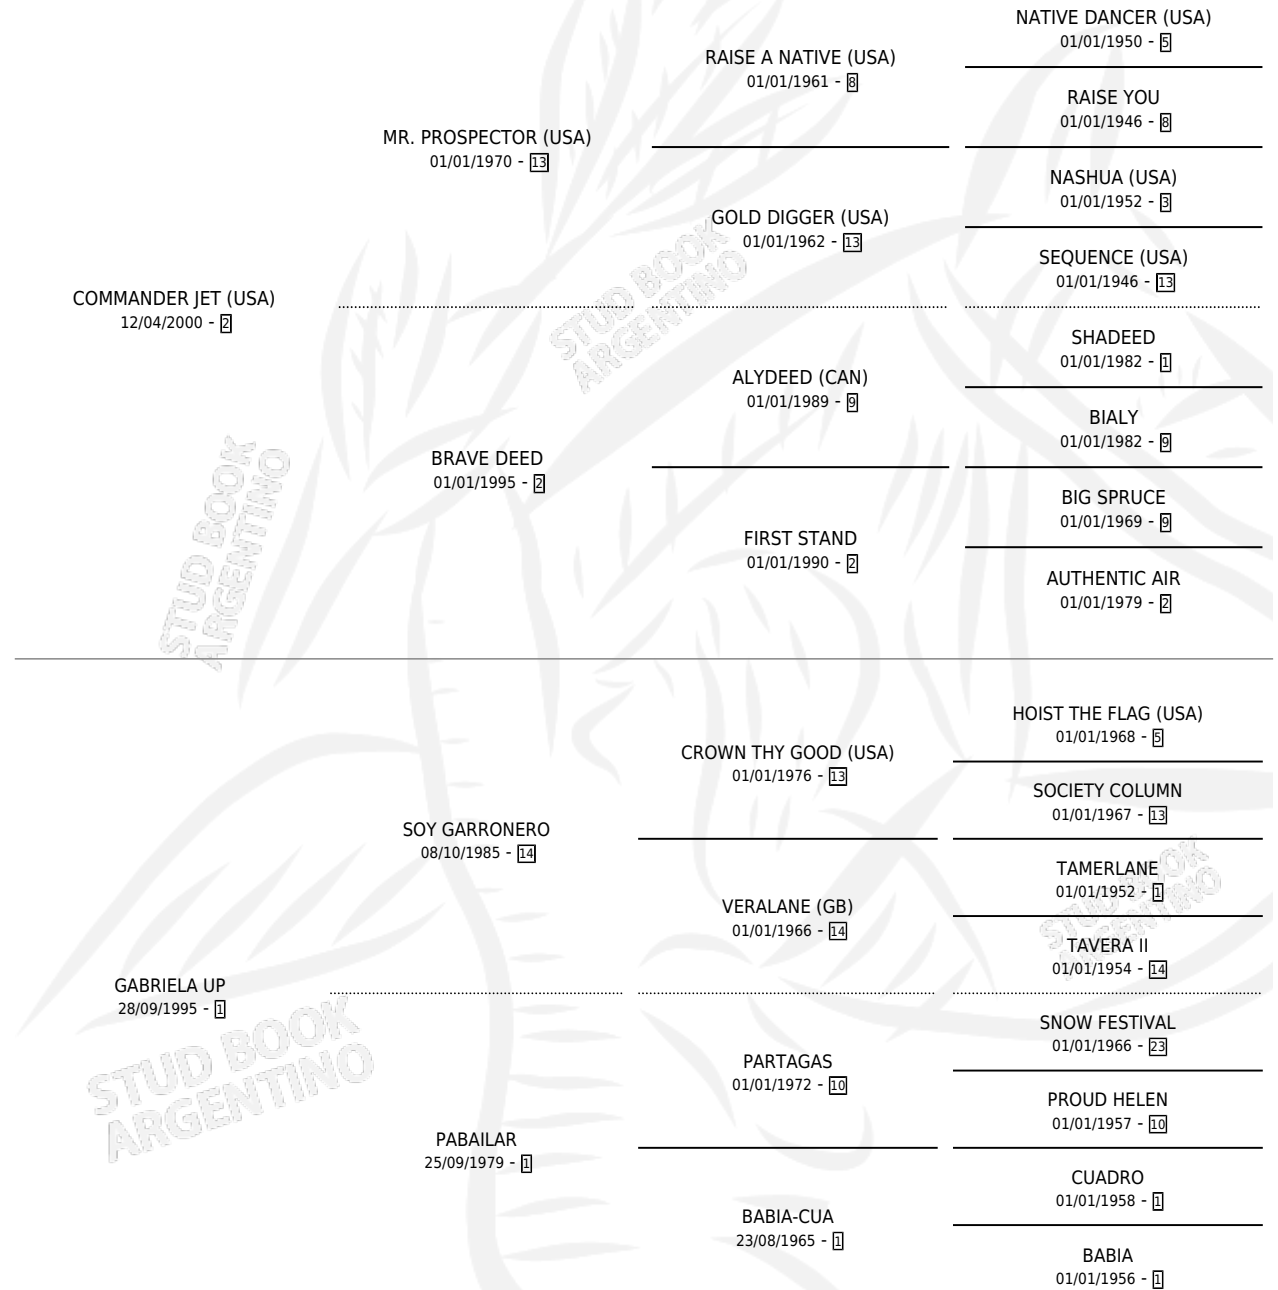 NATIVE DANCER (USA)
01/01/1950 - 5
RAISE A NATIVE (USA)
01/01/1961 - 8
RAISE YOU
01/01/1946 - 8
MR. PROSPECTOR (USA)
01/01/1970 - 13
NASHUA (USA)
01/01/1952 - 3
GOLD DIGGER (USA)
01/01/1962 - 13
SEQUENCE (USA)
01/01/1946 - 13
COMMANDER JET (USA)
12/04/2000 - 2
SHADEED
01/01/1982 - 1
ALYDEED (CAN)
01/01/1989 - 9
BIALY
01/01/1982 - 9
BRAVE DEED
01/01/1995 - 2
BIG SPRUCE
01/01/1969 - 9
FIRST STAND
01/01/1990 - 2
AUTHENTIC AIR
01/01/1979 - 2
HOIST THE FLAG (USA)
01/01/1968 - 5
CROWN THY GOOD (USA)
01/01/1976 - 13
SOCIETY COLUMN
01/01/1967 - 13
SOY GARRONERO
08/10/1985 - 14
TAMERLANE
01/01/1952 - 1
VERALANE (GB)
01/01/1966 - 14
TAVERA II
01/01/1954 - 14
GABRIELA UP
28/09/1995 - 1
SNOW FESTIVAL
01/01/1966 - 23
PARTAGAS
01/01/1972 - 10
PROUD HELEN
01/01/1957 - 10
PABAILAR
25/09/1979 - 1
CUADRO
01/01/1958 - 1
BABIA-CUA
23/08/1965 - 1
BABIA
01/01/1956 - 1
STUD BOOK
ARGENTINO
STUD BOOK
ARGENTINO
STUD BOOK
ARGENTINO
STUD BOOK
ARGENTINO